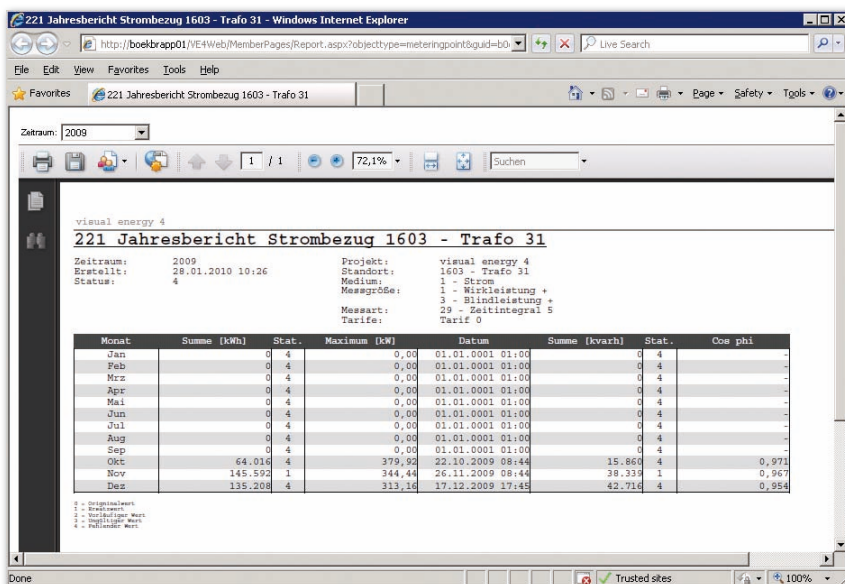 221 Jahresbericht Strombezug 1603 - Trafo 31 - Windows Internet Explorer
http://boekbrapp01/VE4Web/MemberPages/Report.aspx?objecttype=meteringpoint&guid=b0 Live Search
File Edit View Favorites Tools Help
Favorites 221 Jahresbericht Strombezug 1603 - Trafo 31 Page Safety Tools
Zeitraum: 2009
1 / 1 72,1% Suchen
visual energy 4
221 Jahresbericht Strombezug 1603 - Trafo 31
Zeitraum: 2009 Projekt: visual energy 4
Erstellt: 28.01.2010 10:26 Standort: 1603 - Trafo 31
Status: 4 Medium: 1 - Strom
Messgröße: 1 - Wirkleistung +
3 - Blindleistung +
Messart: 29 - Zeitintegral 5
Tarife: Tarif 0
Monat Summe [kWh] Stat. Maximum [kW] Datum Summe [kvarh] Stat. Cos phi
Jan 0 4 0,00 01.01.0001 01:00 0 4 -
Feb 0 4 0,00 01.01.0001 01:00 0 4 -
Mrz 0 4 0,00 01.01.0001 01:00 0 4 -
Apr 0 4 0,00 01.01.0001 01:00 0 4 -
Mai 0 4 0,00 01.01.0001 01:00 0 4 -
Jun 0 4 0,00 01.01.0001 01:00 0 4 -
Jul 0 4 0,00 01.01.0001 01:00 0 4 -
Aug 0 4 0,00 01.01.0001 01:00 0 4 -
Sep 0 4 0,00 01.01.0001 01:00 0 4 -
Okt 64.016 4 379,92 22.10.2009 08:44 15.860 4 0,971
Nov 145.592 1 344,44 26.11.2009 08:44 38.339 1 0,967
Dez 135.208 4 313,16 17.12.2009 17:45 42.716 4 0,954
0 = Originalwert
1 = Ersatzwert
2 = Vorläufiger Wert
3 = Ungültiger Wert
4 = Fehlender Wert
Done Trusted sites 100%